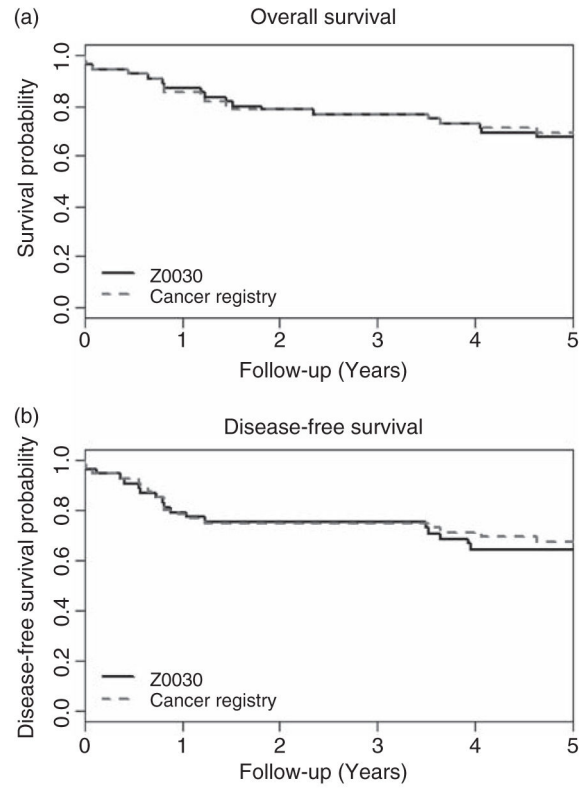 (a)
Overall survival
Survival probability
1.0
0.8
0.6
0.4
0.2
0.0
Z0030
Cancer registry
0 1 2 3 4 5
Follow-up (Years)
(b)
Disease-free survival
Disease-free survival probability
1.0
0.8
0.6
0.4
0.2
0.0
Z0030
Cancer registry
0 1 2 3 4 5
Follow-up (Years)